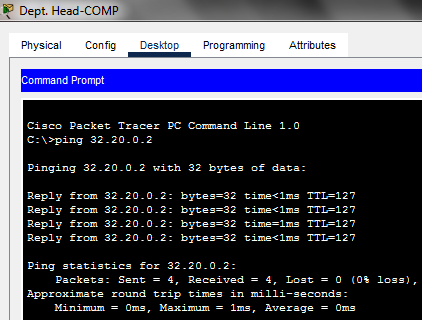 Dept. Head-COMP
Physical Config Desktop Programming Attributes
Command Prompt
Cisco Packet Tracer PC Command Line 1.0
C:\>ping 32.20.0.2
Pinging 32.20.0.2 with 32 bytes of data:
Reply from 32.20.0.2: bytes=32 time<1ms TTL=127
Reply from 32.20.0.2: bytes=32 time<1ms TTL=127
Reply from 32.20.0.2: bytes=32 time=1ms TTL=127
Reply from 32.20.0.2: bytes=32 time<1ms TTL=127
Ping statistics for 32.20.0.2:
Packets: Sent = 4, Received = 4, Lost = 0 (0% loss),
Approximate round trip times in milli-seconds:
Minimum = 0ms, Maximum = 1ms, Average = 0ms